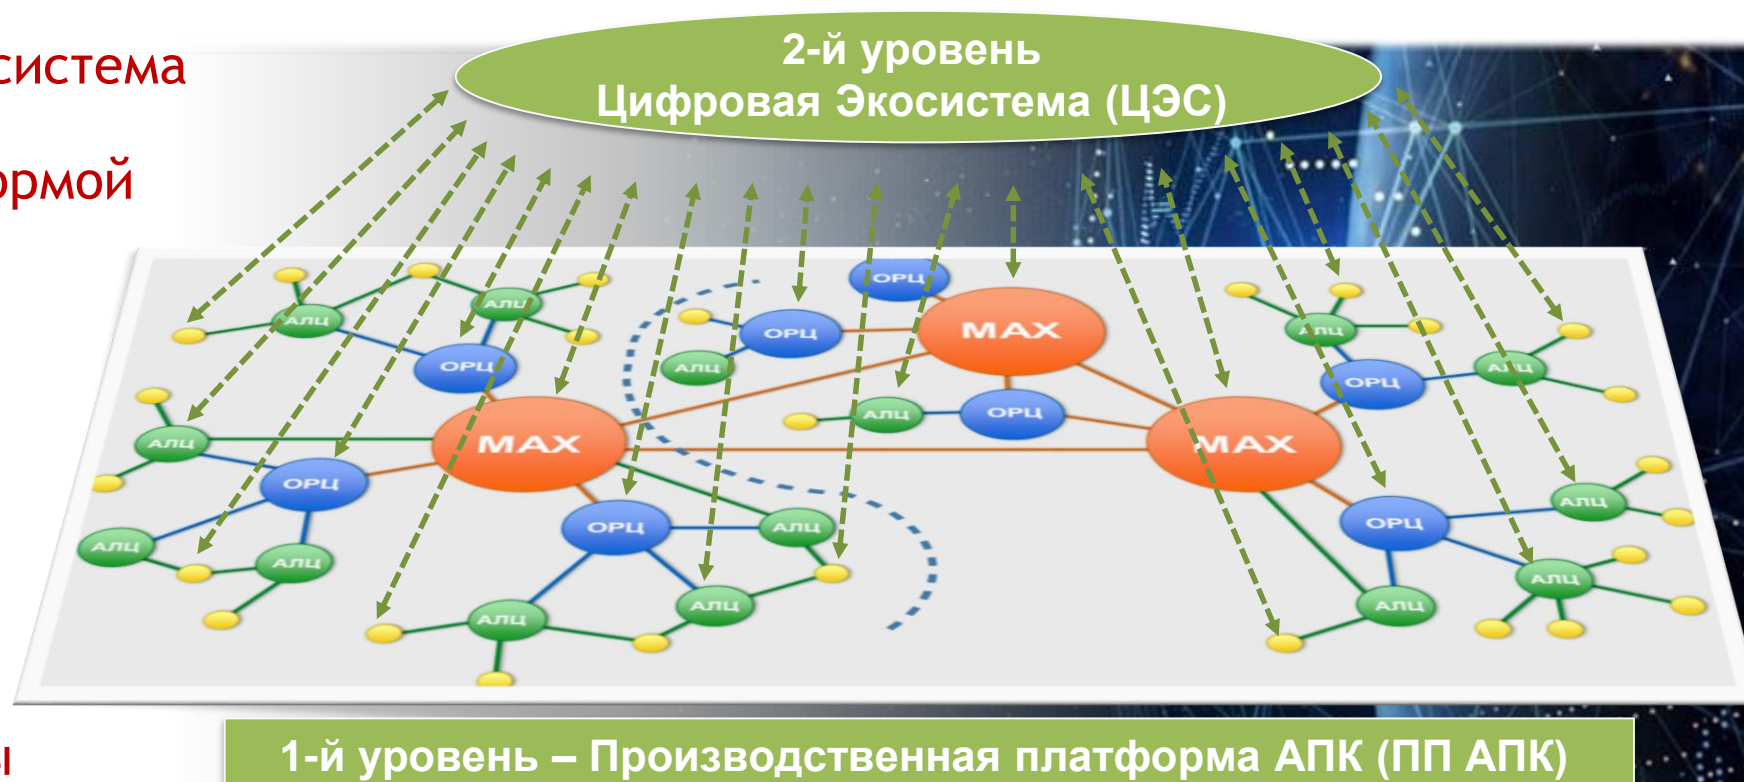 2-й уровень
система
Цифровая Экосистема (ЦЭС)
ормой
ОРЦ
АЛЦ
АЛЦ
МАХ
АЛЦ
ОРЦ
ОРЦ
АЛЦ
АЛЦ
ОРЦ
АЛЦ
ОРЦ
АЛЦ
МАХ
МАХ
ОРЦ
АЛЦ
ОРЦ
АЛЦ
ОРЦ
АЛЦ
АЛЦ
АЛЦ
АЛЦ
АЛЦ
АЛЦ
ы
1-й уровень – Производственная платформа АПК (ПП АПК)